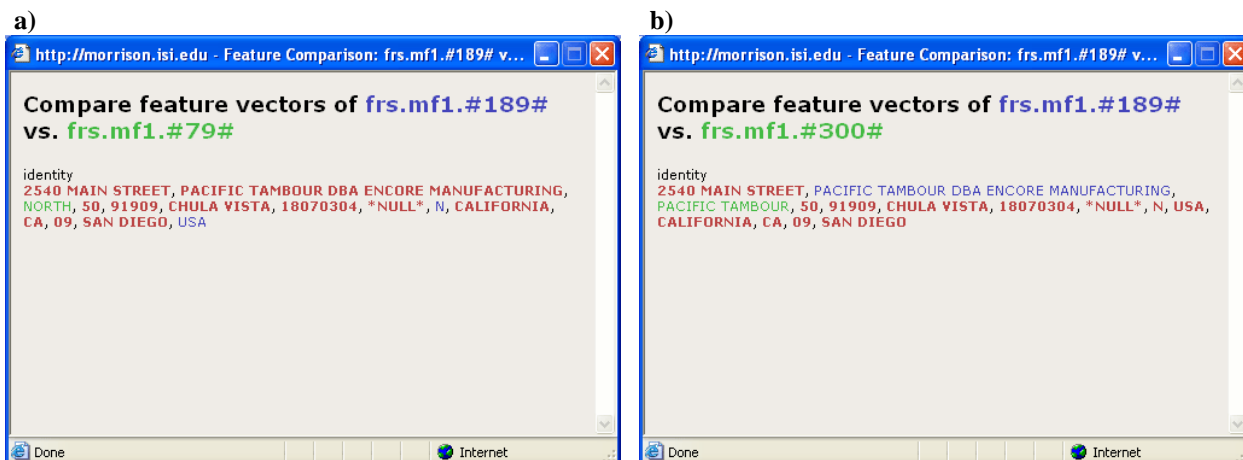 a)
http://morrison.isi.edu - Feature Comparison: frs.mf1.#189# v...
Compare feature vectors of frs.mf1.#189#
vs. frs.mf1.#79#
identity
2540 MAIN STREET, PACIFIC TAMBOUR DBA ENCORE MANUFACTURING,
NORTH, 50, 91909, CHULA VISTA, 18070304, *NULL*, N, CALIFORNIA,
CA, 09, SAN DIEGO, USA
Done
Internet
b)
http://morrison.isi.edu - Feature Comparison: frs.mf1.#189# v...
Compare feature vectors of frs.mf1.#189#
vs. frs.mf1.#300#
identity
2540 MAIN STREET, PACIFIC TAMBOUR DBA ENCORE MANUFACTURING,
PACIFIC TAMBOUR, 50, 91909, CHULA VISTA, 18070304, *NULL*, N, USA,
CALIFORNIA, CA, 09, SAN DIEGO
Done
Internet